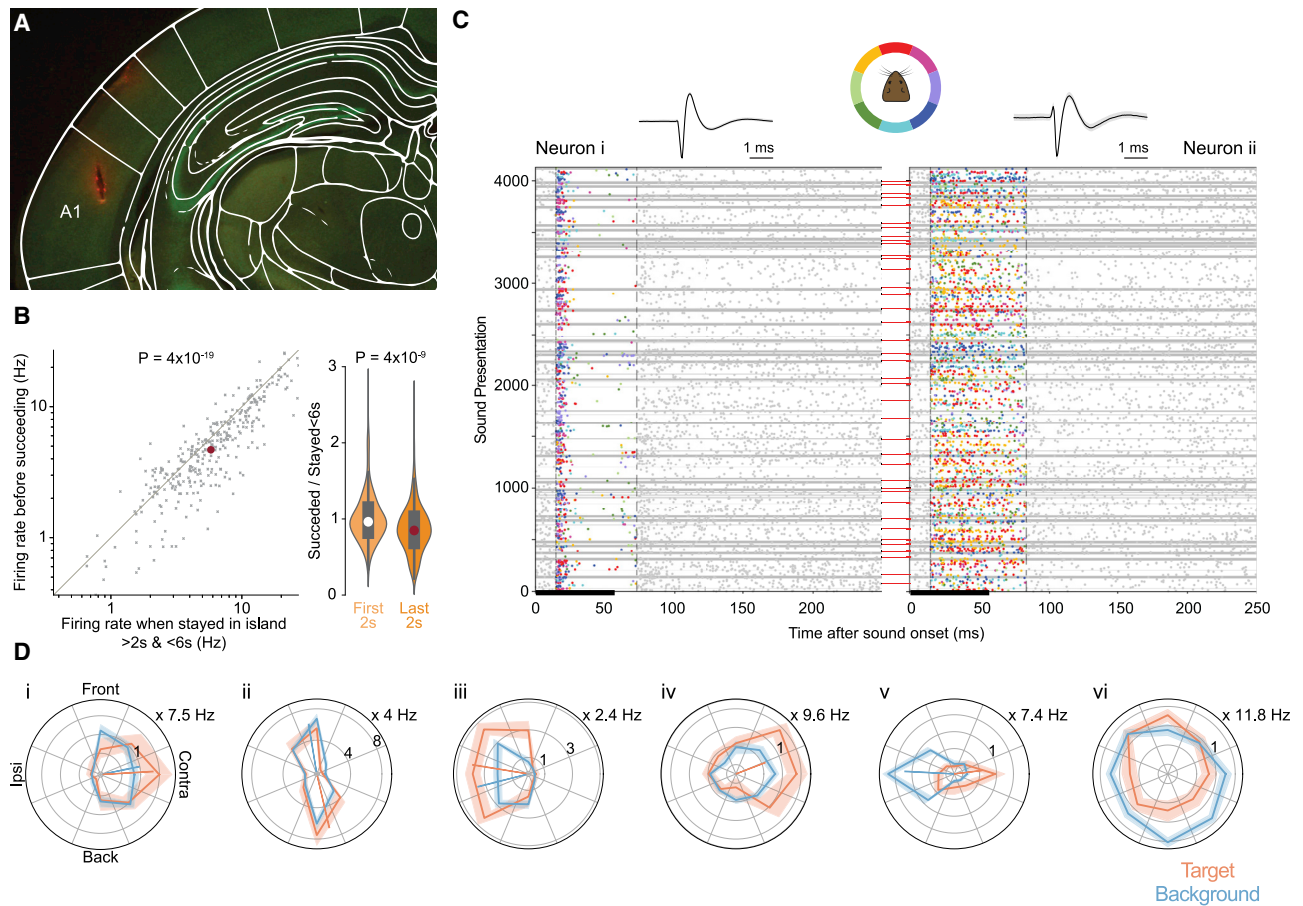 A
A1
B
P = 4x10-19
Firing rate before succeeding (Hz)
10
1
1
10
Firing rate when stayed in island
>2s & <6s (Hz)
P = 4x10-9
Succeded / Stayed<6s
3
2
1
0
First
2s
Last
2s
C
1 ms
1 ms
Neuron i
Neuron ii
Sound Presentation
4000
3000
2000
1000
0
0
50
100
150
200
0
50
100
150
200
250
Time after sound onset (ms)
D
i
Front
Ipsi
Contra
Back
x 7.5 Hz
1
ii
x 4 Hz
4
8
iii
x 2.4 Hz
1
3
iv
x 9.6 Hz
1
v
x 7.4 Hz
1
vi
x 11.8 Hz
1
Target
Background